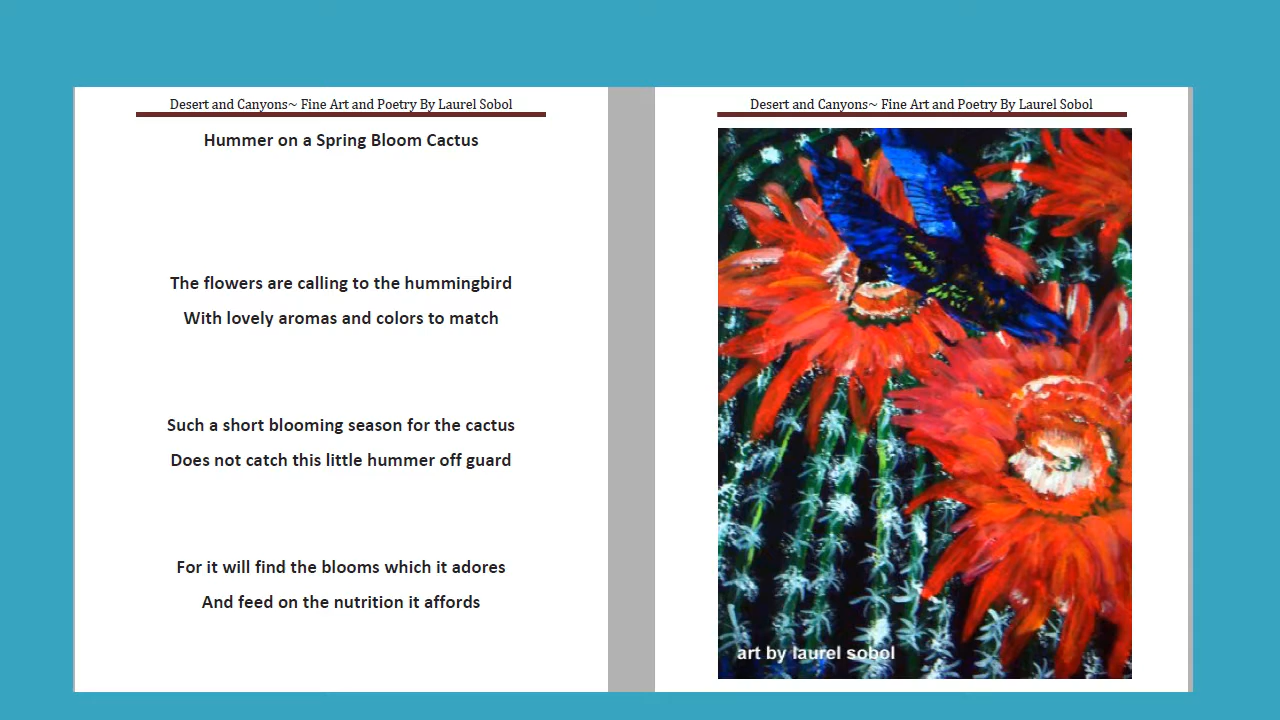 Desert and Canyons~ Fine Art and Poetry By Laurel Sobol
Hummer on a Spring Bloom Cactus
The flowers are calling to the hummingbird
With lovely aromas and colors to match
Such a short blooming season for the cactus
Does not catch this little hummer off guard
For it will find the blooms which it adores
And feed on the nutrition it affords
Desert and Canyons~ Fine Art and Poetry By Laurel Sobol
art by laurel sobol